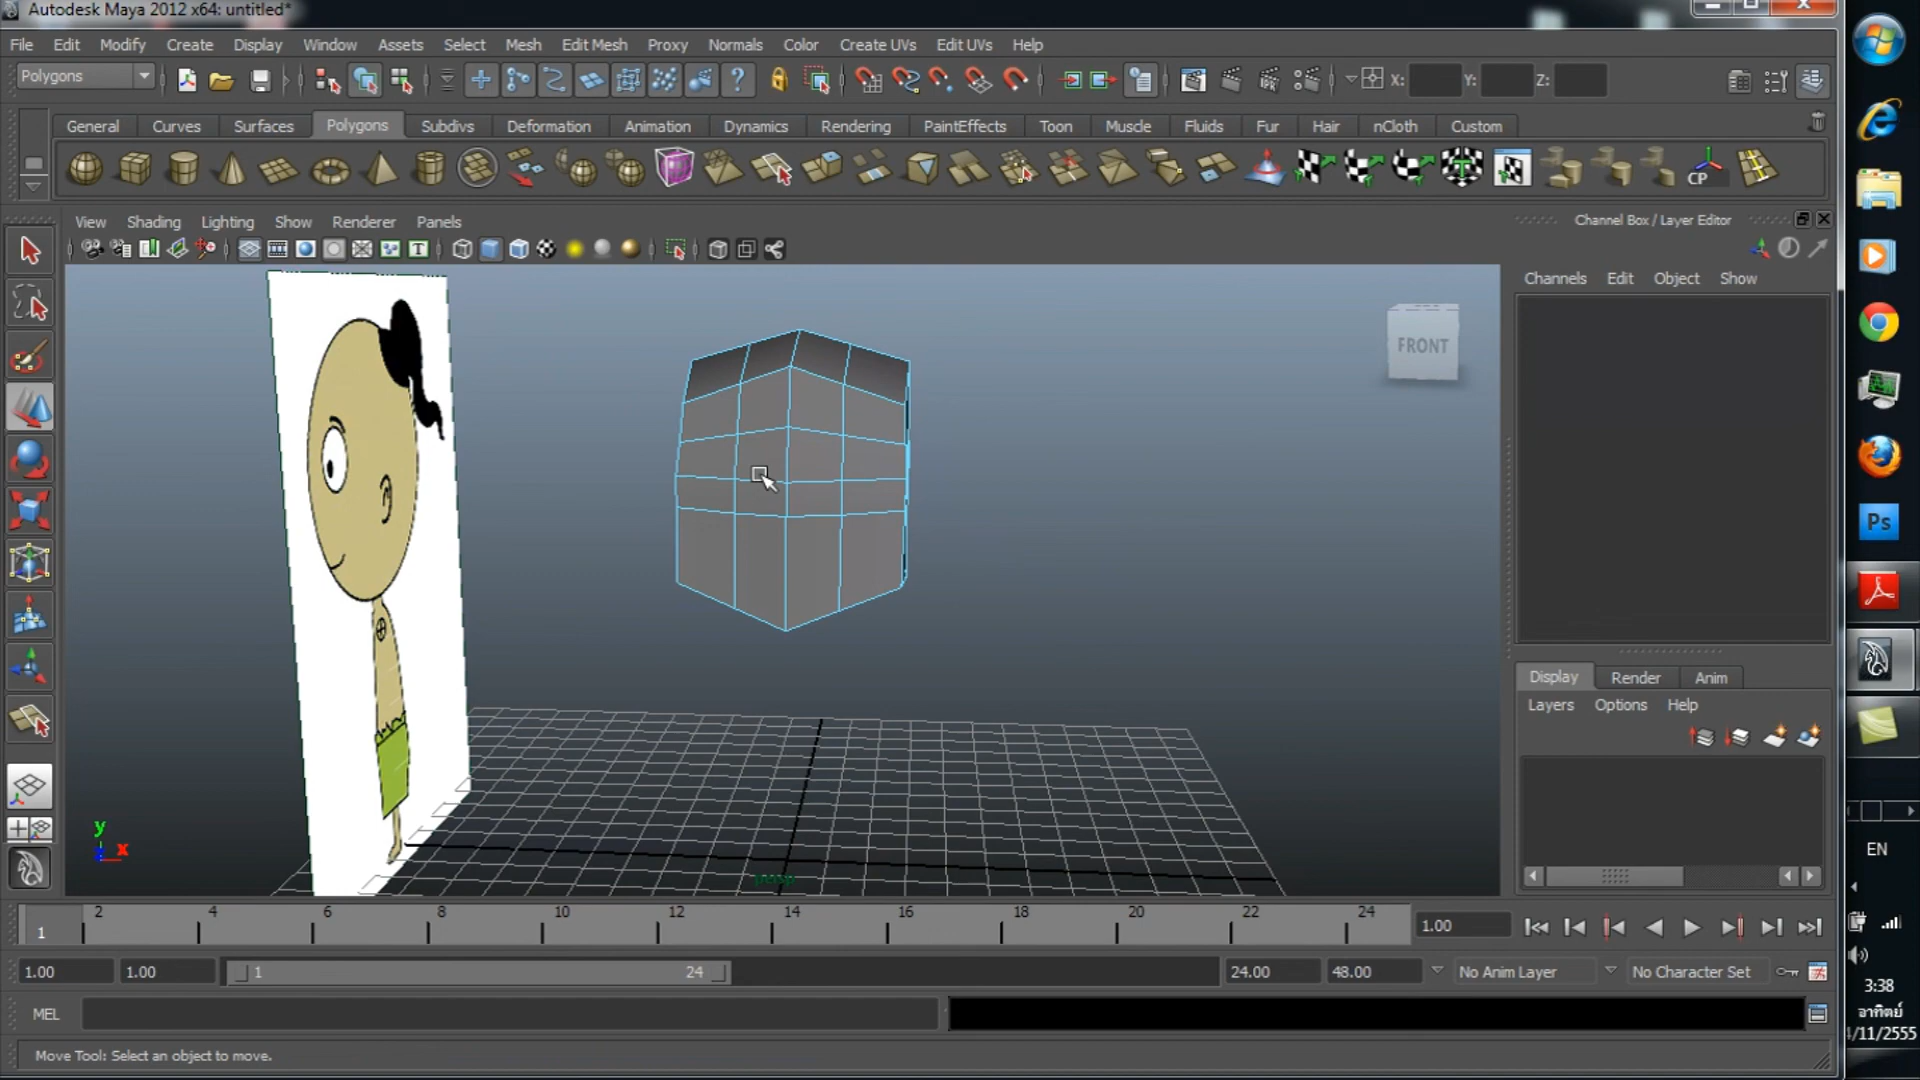 Autodesk Maya 2012 x64: untitled*
File Edit Modify Create Display Window Assets Select Mesh Edit Mesh Proxy Normals Color Create UVs Edit UVs Help
Polygons X: Y: Z:
General Curves Surfaces Polygons Subdivs Deformation Animation Dynamics Rendering PaintEffects Toon Muscle Fluids Fur Hair nCloth Custom
CP
View Shading Lighting Show Renderer Panels
Channel Box / Layer Editor
Channels Edit Object Show
FRONT
Ps
Display Render Anim
Layers Options Help
y
x
persp
EN
2 4 6 8 10 12 14 16 18 20 22 24
1
1.00
1.00 1.00 1 24 24.00 48.00 No Anim Layer No Character Set
MEL
Move Tool: Select an object to move.
3:38
อาทิตย์
4/11/2555